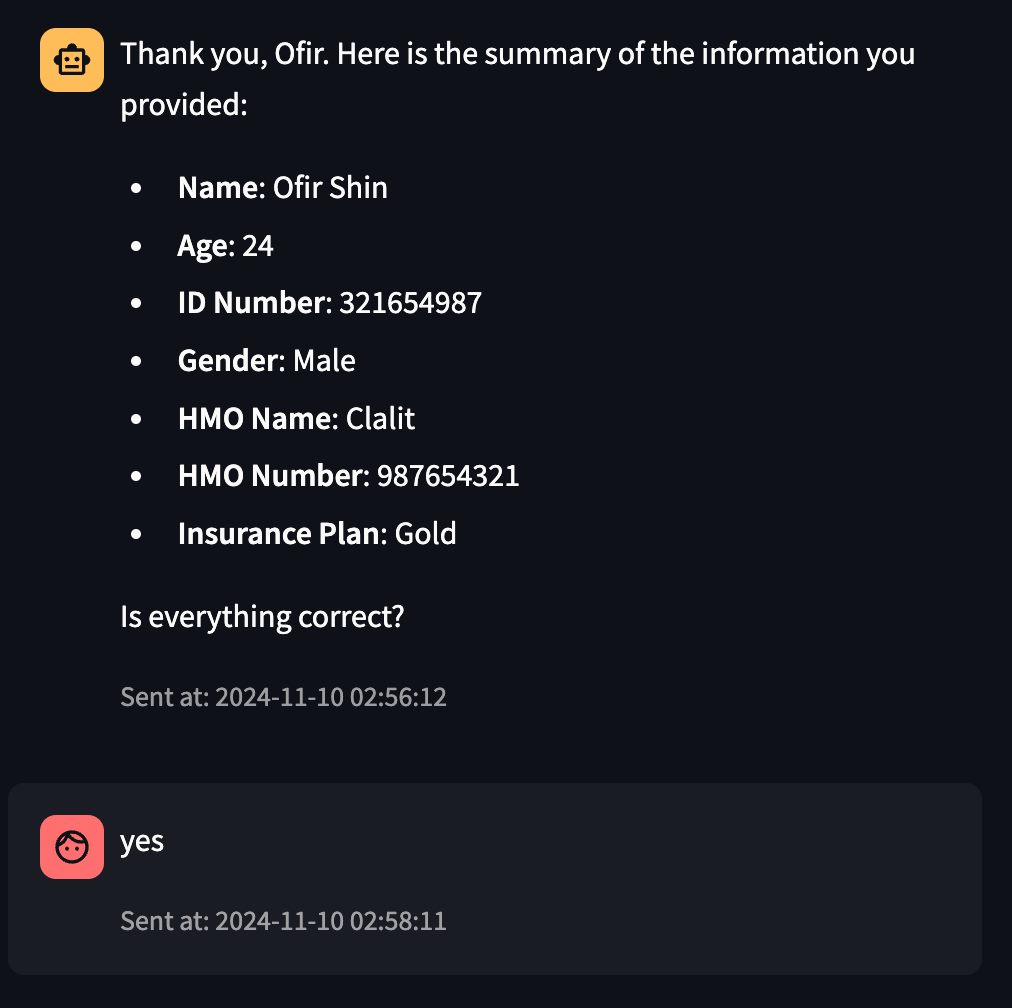 Thank you, Ofir. Here is the summary of the information you
provided:
• Name: Ofir Shin
• Age: 24
• ID Number: 321654987
• Gender: Male
• HMO Name: Clalit
• HMO Number: 987654321
• Insurance Plan: Gold
Is everything correct?
Sent at: 2024-11-10 02:56:12
yes
Sent at: 2024-11-10 02:58:11